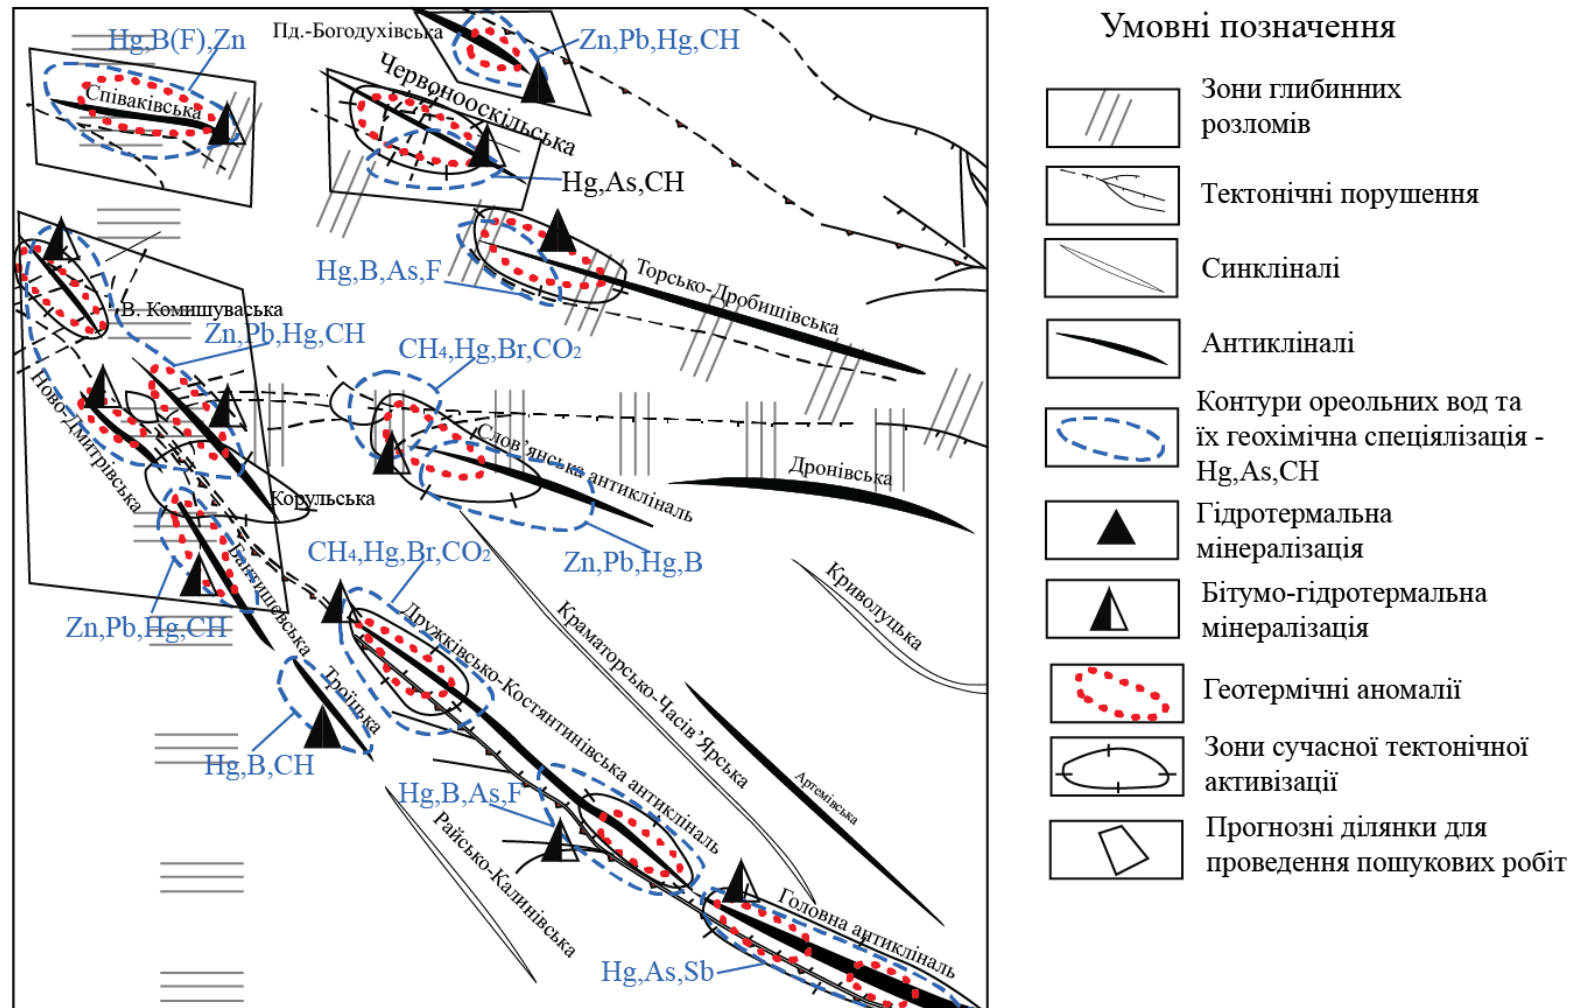 Hg,B(F),Zn
Співаківська
Пд.-Богодухівська
Zn,Pb,Hg,CH
Червонооскільська
Hg,As,CH
Hg,B,As,F
Торсько-Дробишівська
В. Комишуваська
Zn,Pb,Hg,CH
CH₄,Hg,Br,CO₂
Ново-Дмитрівська
Слов’янська антикліналь
Дронівська
Корульська
Zn,Pb,Hg,B
CH₄,Hg,Br,CO₂
Бантишевська
Zn,Pb,Hg,CH
Криволуцька
Дружківсько-Костянтинівська антикліналь
Краматорсько-Часів’Ярська
Троїцька
Hg,B,CH
Hg,B,As,F
Артемівська
Райсько-Калинівська
Головна антикліналь
Hg,As,Sb
Умовні позначення
Зони глибинних
розломів
Тектонічні порушення
Синкліналі
Антикліналі
Контури ореольних вод та
їх геохімічна спеціялізація -
Hg,As,CH
Гідротермальна
мінералізація
Бітумо-гідротермальна
мінералізація
Геотермічні аномалії
Зони сучасної тектонічної
активізації
Прогнозні ділянки для
проведення пошукових робіт